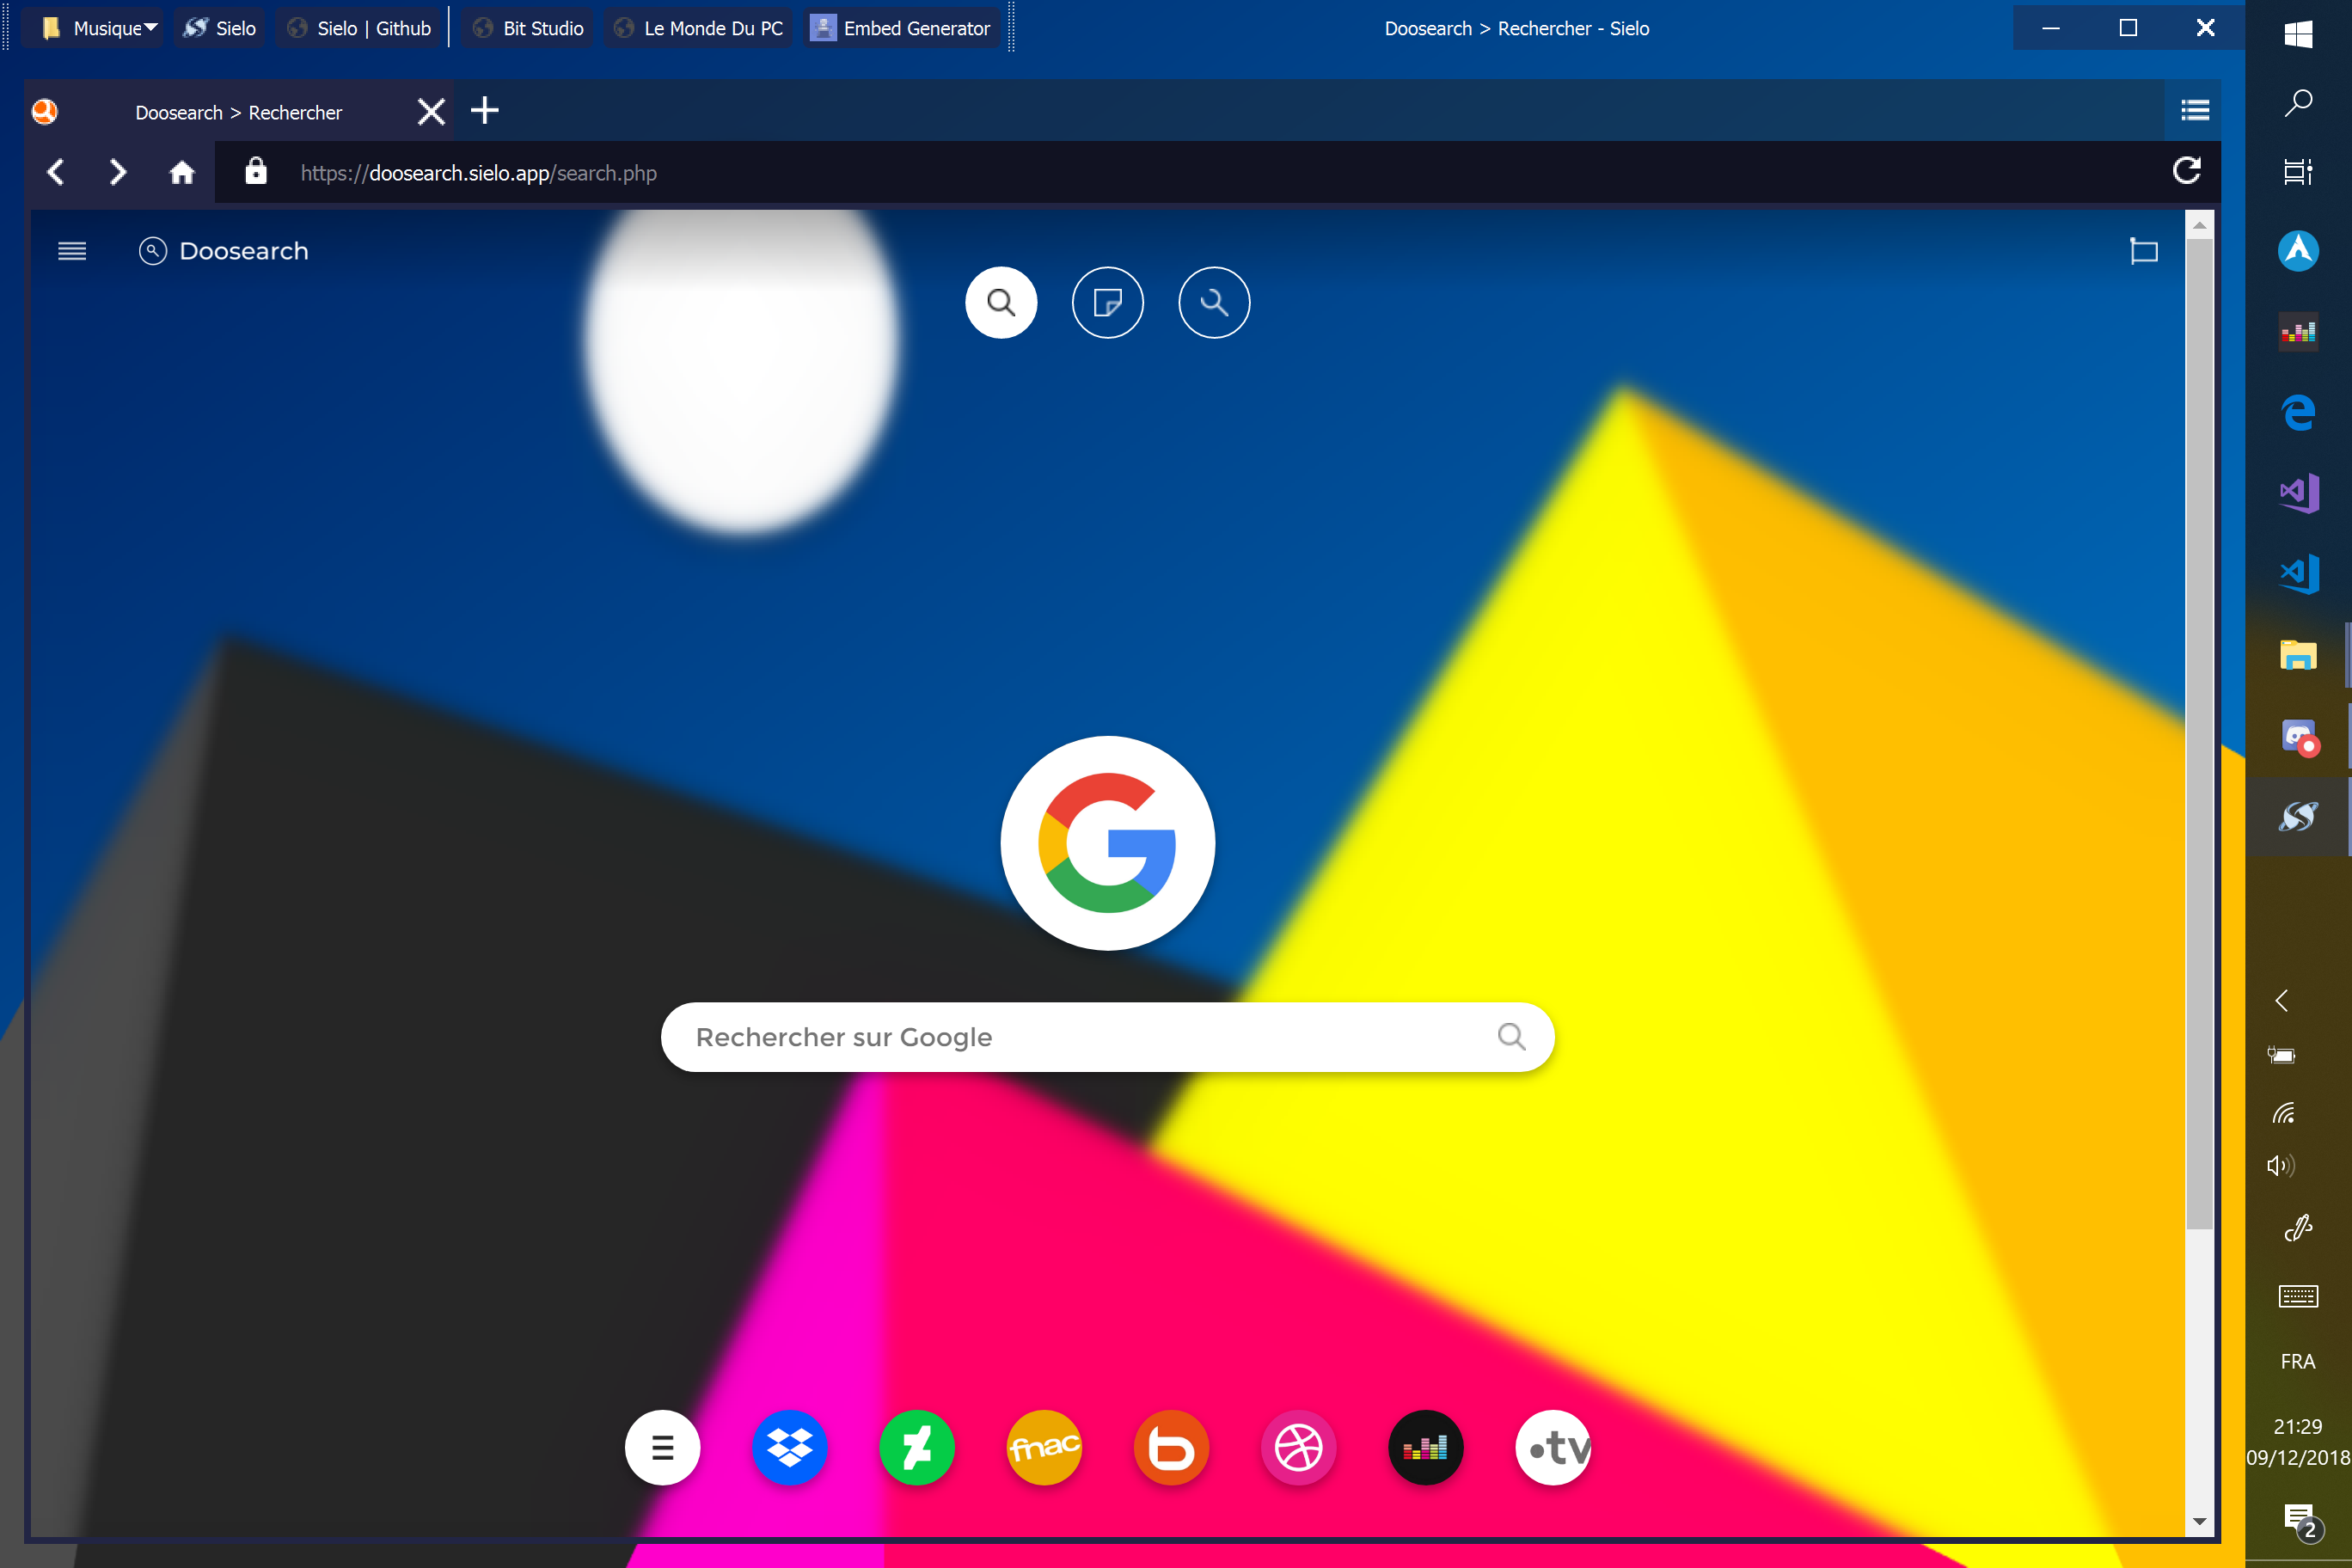 Musique
Sielo
Sielo | Github
Bit Studio
Le Monde Du PC
Embed Generator
Doosearch > Rechercher - Sielo
Doosearch > Rechercher
https://doosearch.sielo.app/search.php
Doosearch
Rechercher sur Google
fnac
b
•tv
FRA
21:29
09/12/2018
2